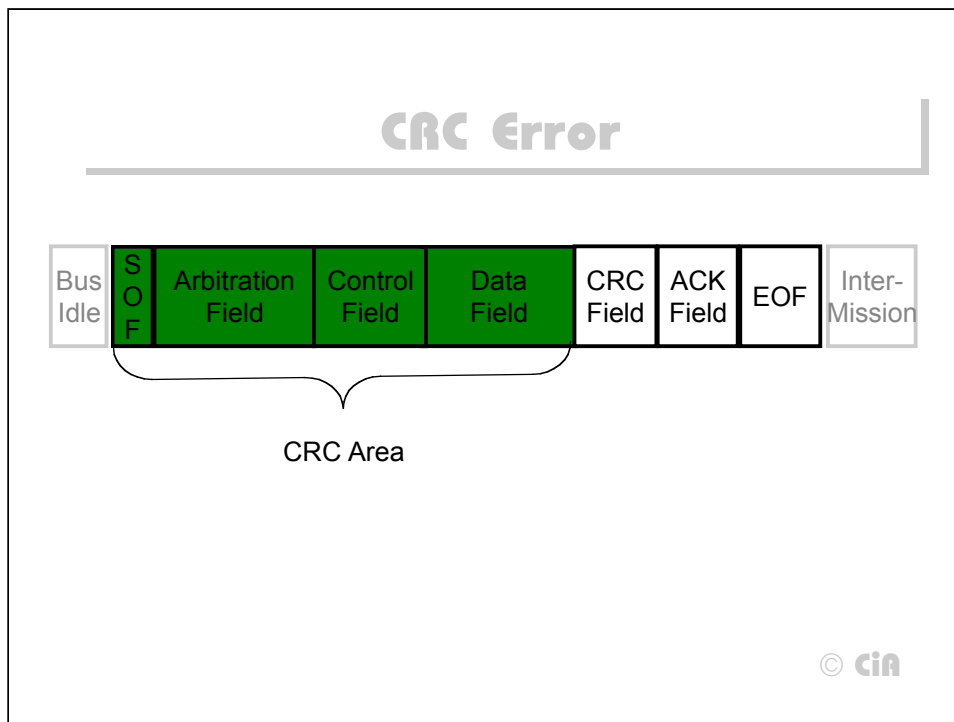 CRC Error
Bus
Idle
S
O
F
Arbitration
Field
Control
Field
Data
Field
CRC
Field
ACK
Field
EOF
Inter-
Mission
CRC Area
© CiA